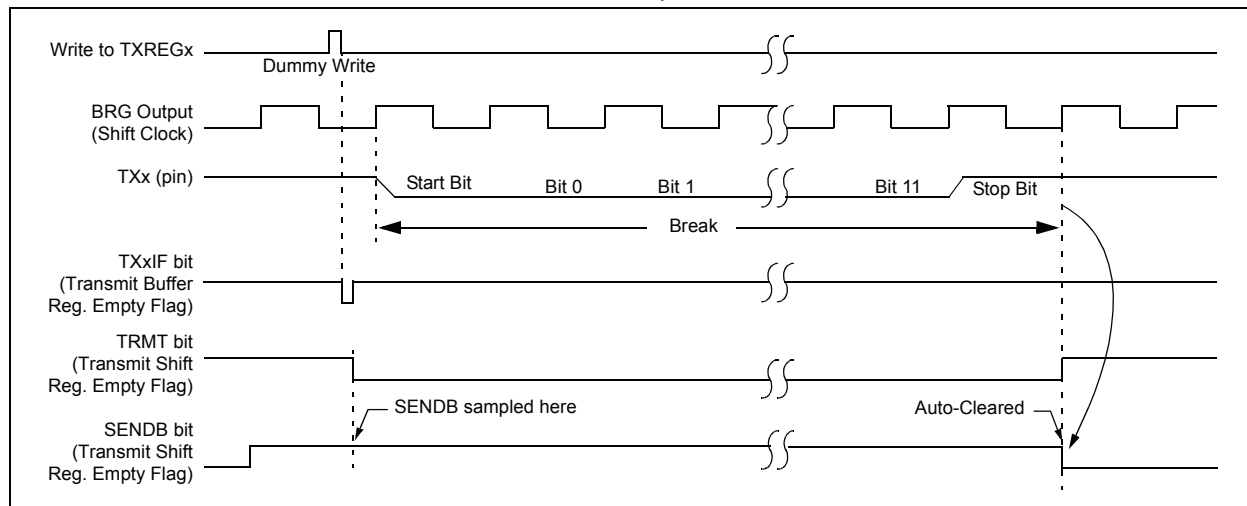 Write to TXREGx
Dummy Write
BRG Output
(Shift Clock)
TXx (pin)
Start Bit
Bit 0
Bit 1
Bit 11
Stop Bit
Break
TXxIF bit
(Transmit Buffer
Reg. Empty Flag)
TRMT bit
(Transmit Shift
Reg. Empty Flag)
SENDB sampled here
Auto-Cleared
SENDB bit
(Transmit Shift
Reg. Empty Flag)